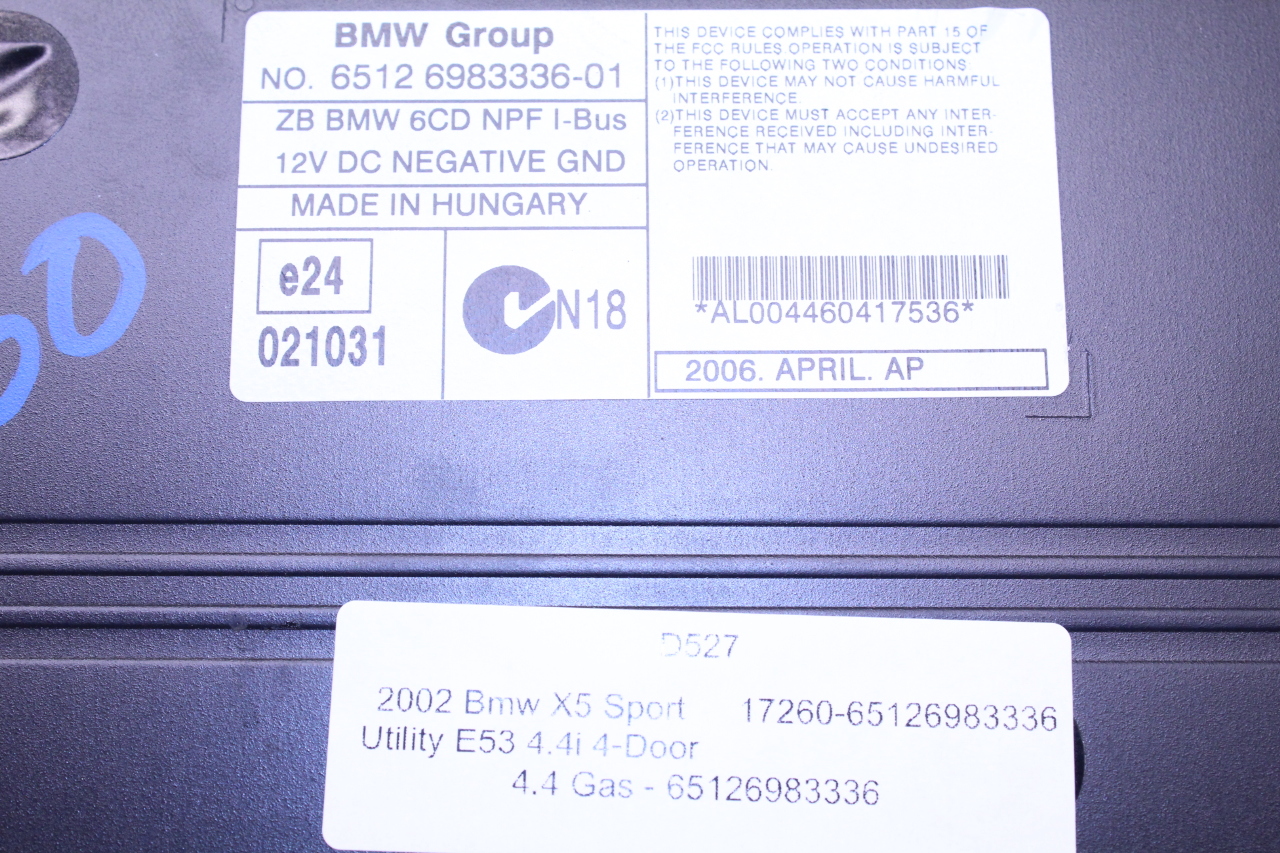 BMW Group
NO. 6512 6983336-01
ZB BMW 6CD NPF I-Bus
12V DC NEGATIVE GND
MADE IN HUNGARY
e24
021031
N18
THIS DEVICE COMPLIES WITH PART 15 OF
THE FCC RULES.OPERATION IS SUBJECT
TO THE FOLLOWING TWO CONDITIONS:
(1)THIS DEVICE MAY NOT CAUSE HARMFUL
INTERFERENCE.
(2)THIS DEVICE MUST ACCEPT ANY INTER-
FERENCE RECEIVED INCLUDING INTER-
FERENCE THAT MAY CAUSE UNDESIRED
OPERATION.
*AL004460417536*
2006. APRIL. AP
D527
2002 Bmw X5 Sport 17260-65126983336
Utility E53 4.4i 4-Door
4.4 Gas - 65126983336